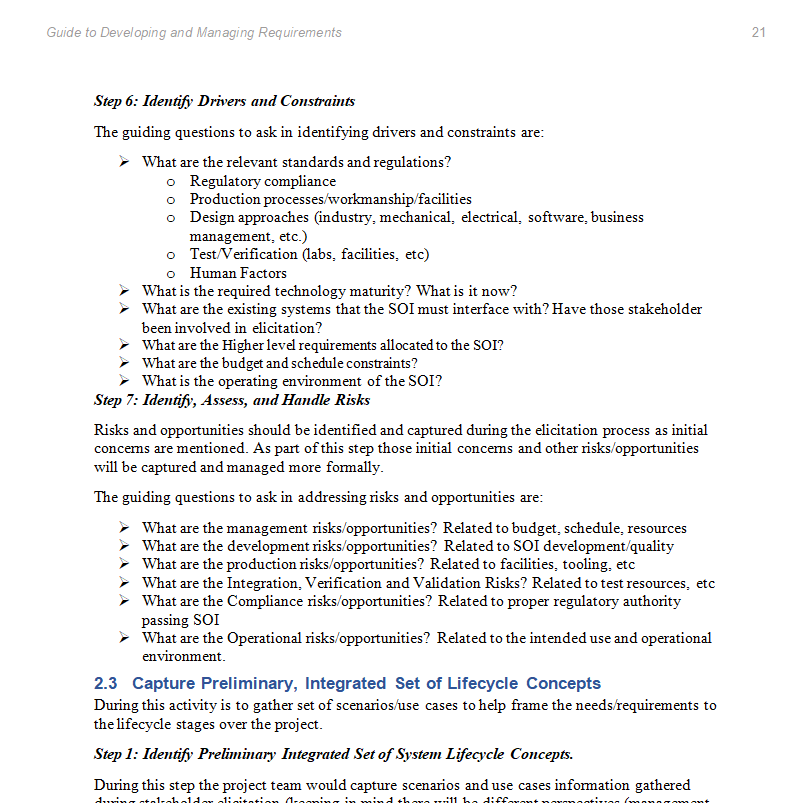 Guide to Developing and Managing Requirements 21
Step 6: Identify Drivers and Constraints
The guiding questions to ask in identifying drivers and constraints are:
➢ What are the relevant standards and regulations?
o Regulatory compliance
o Production processes/workmanship/facilities
o Design approaches (industry, mechanical, electrical, software, business
management, etc.)
o Test/Verification (labs, facilities, etc)
o Human Factors
➢ What is the required technology maturity? What is it now?
➢ What are the existing systems that the SOI must interface with? Have those stakeholder
been involved in elicitation?
➢ What are the Higher level requirements allocated to the SOI?
➢ What are the budget and schedule constraints?
➢ What is the operating environment of the SOI?
Step 7: Identify, Assess, and Handle Risks
Risks and opportunities should be identified and captured during the elicitation process as initial
concerns are mentioned. As part of this step those initial concerns and other risks/opportunities
will be captured and managed more formally.
The guiding questions to ask in addressing risks and opportunities are:
➢ What are the management risks/opportunities? Related to budget, schedule, resources
➢ What are the development risks/opportunities? Related to SOI development/quality
➢ What are the production risks/opportunities? Related to facilities, tooling, etc
➢ What are the Integration, Verification and Validation Risks? Related to test resources, etc
➢ What are the Compliance risks/opportunities? Related to proper regulatory authority
passing SOI
➢ What are the Operational risks/opportunities? Related to the intended use and operational
environment.
2.3 Capture Preliminary, Integrated Set of Lifecycle Concepts
During this activity is to gather set of scenarios/use cases to help frame the needs/requirements to
the lifecycle stages over the project.
Step 1: Identify Preliminary Integrated Set of System Lifecycle Concepts.
During this step the project team would capture scenarios and use cases information gathered
during stakeholder elicitation (keeping in mind there will be different perspectives (management